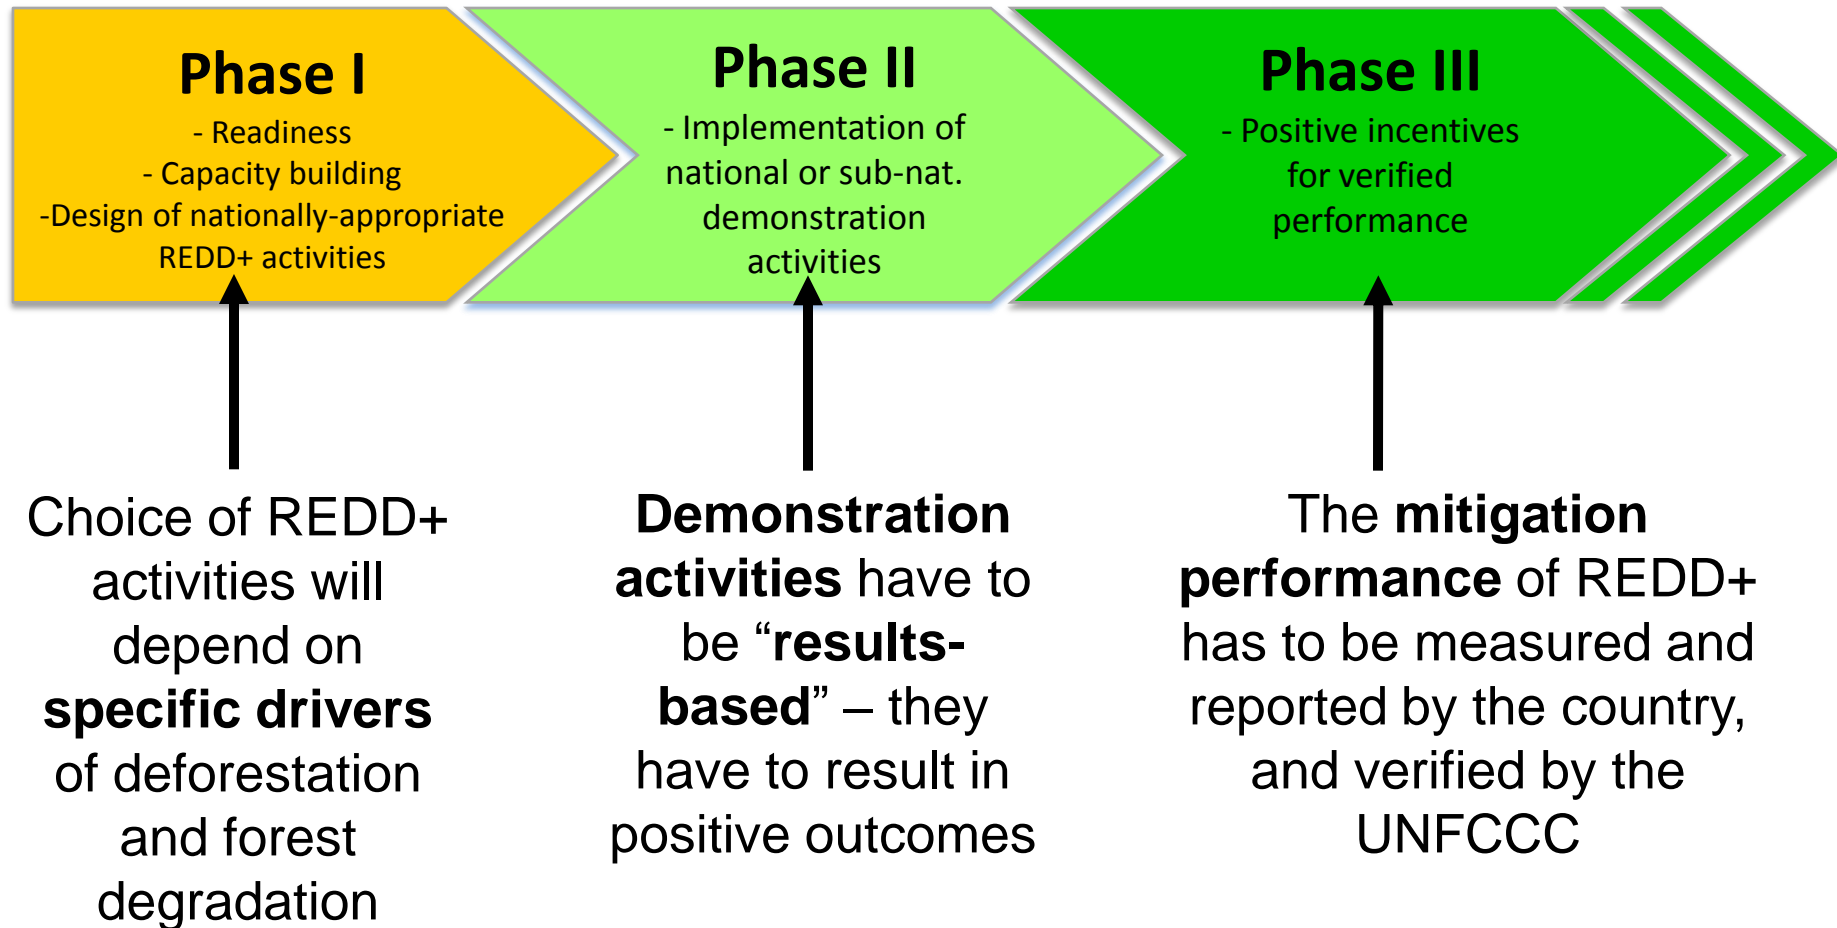 Phase I
- Readiness
- Capacity building
-Design of nationally-appropriate
REDD+ activities
Phase II
- Implementation of
national or sub-nat.
demonstration
activities
Phase III
- Positive incentives
for verified
performance
Choice of REDD+
activities will
depend on
specific drivers
of deforestation
and forest
degradation
Demonstration
activities have to
be “results-
based” – they
have to result in
positive outcomes
The mitigation
performance of REDD+
has to be measured and
reported by the country,
and verified by the
UNFCCC